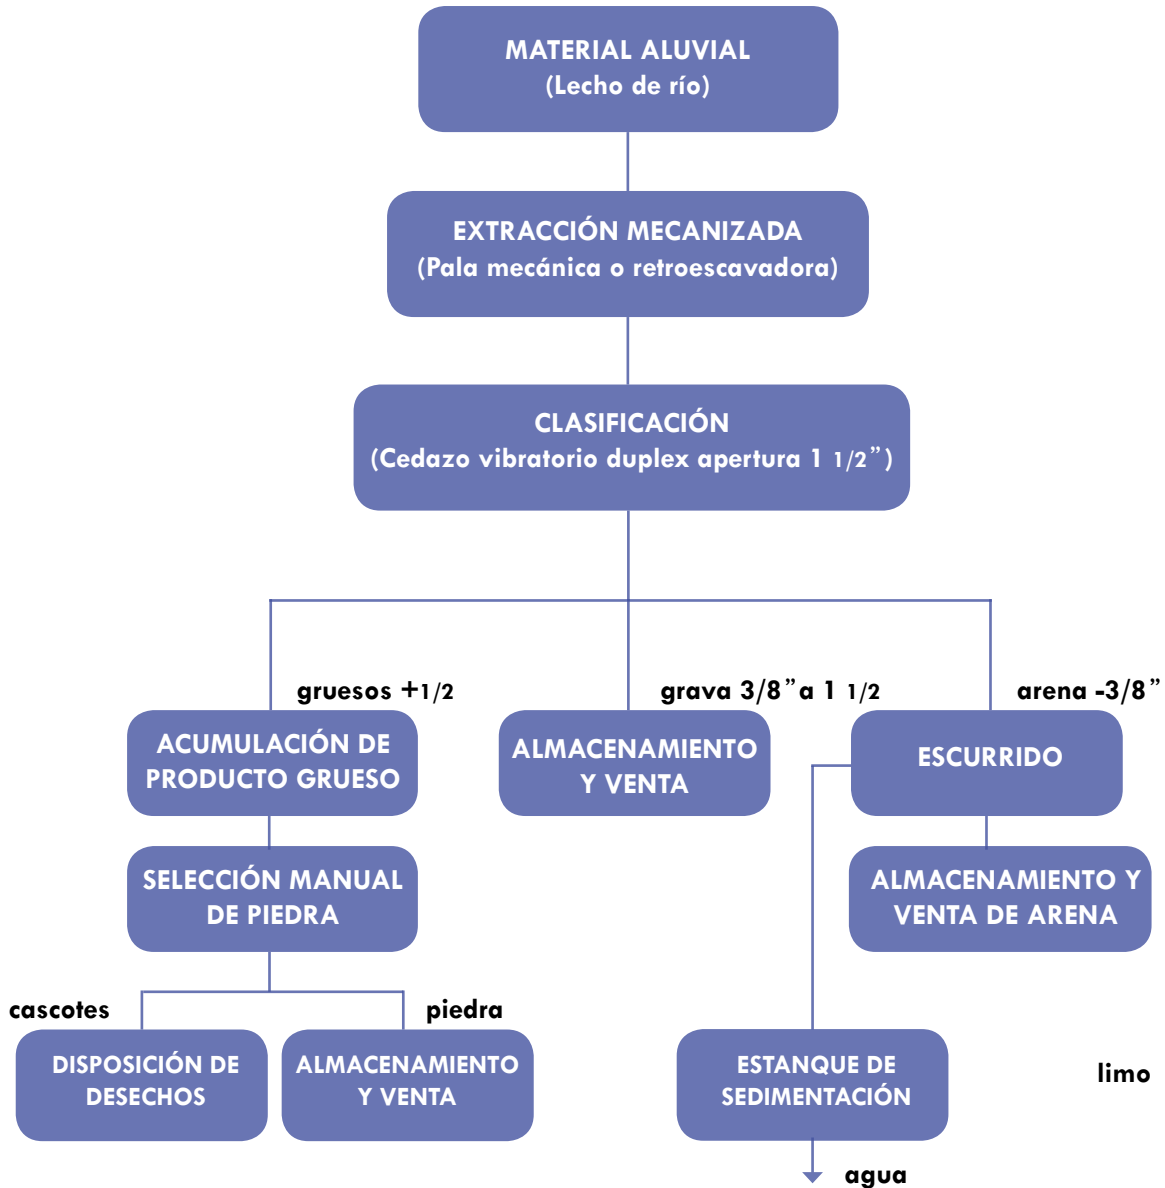 MATERIAL ALUVIAL
(Lecho de río)
EXTRACCIÓN MECANIZADA
(Pala mecánica o retroescavadora)
CLASIFICACIÓN
(Cedazo vibratorio duplex apertura 1 1/2”)
gruesos +1/2
grava 3/8”a 1 1/2
arena -3/8”
ACUMULACIÓN DE
PRODUCTO GRUESO
ALMACENAMIENTO
Y VENTA
ESCURRIDO
SELECCIÓN MANUAL
DE PIEDRA
ALMACENAMIENTO Y
VENTA DE ARENA
cascotes
piedra
DISPOSICIÓN DE
DESECHOS
ALMACENAMIENTO
Y VENTA
ESTANQUE DE
SEDIMENTACIÓN
limo
agua